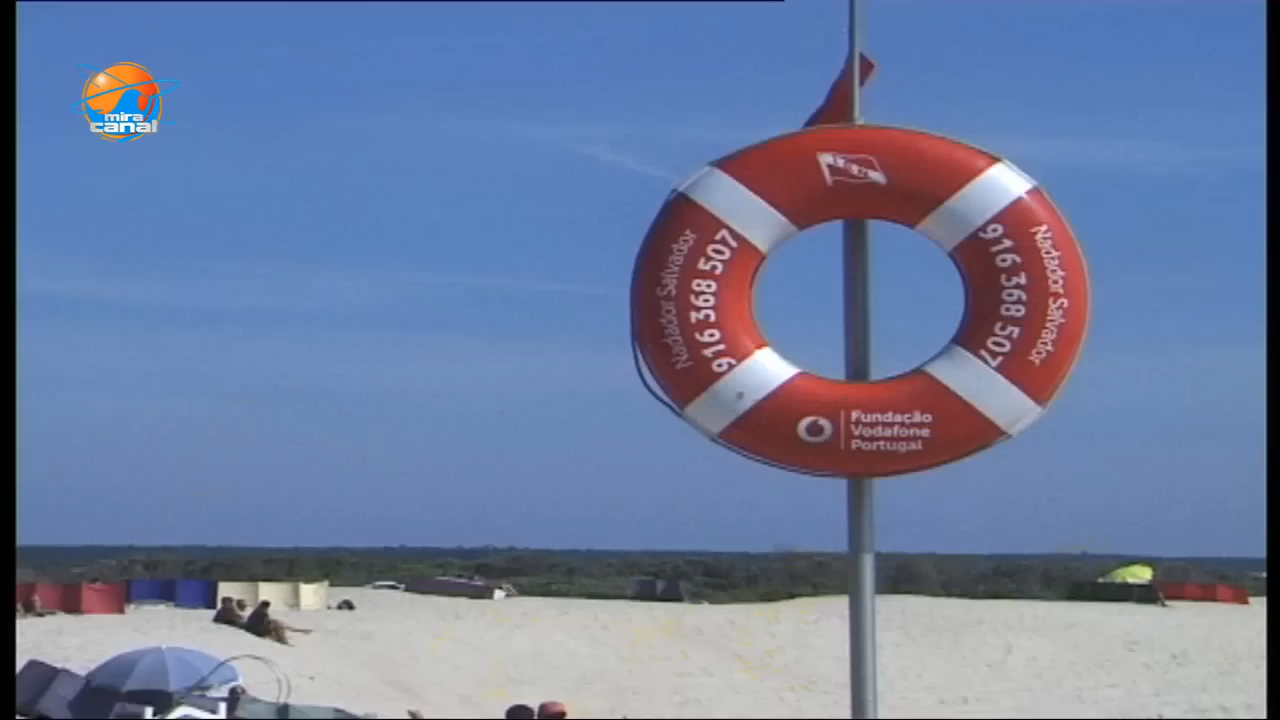 mira
canal
Nadador Salvador
916 368 507
916 368 507
Nadador Salvador
Fundação
Vodafone
Portugal